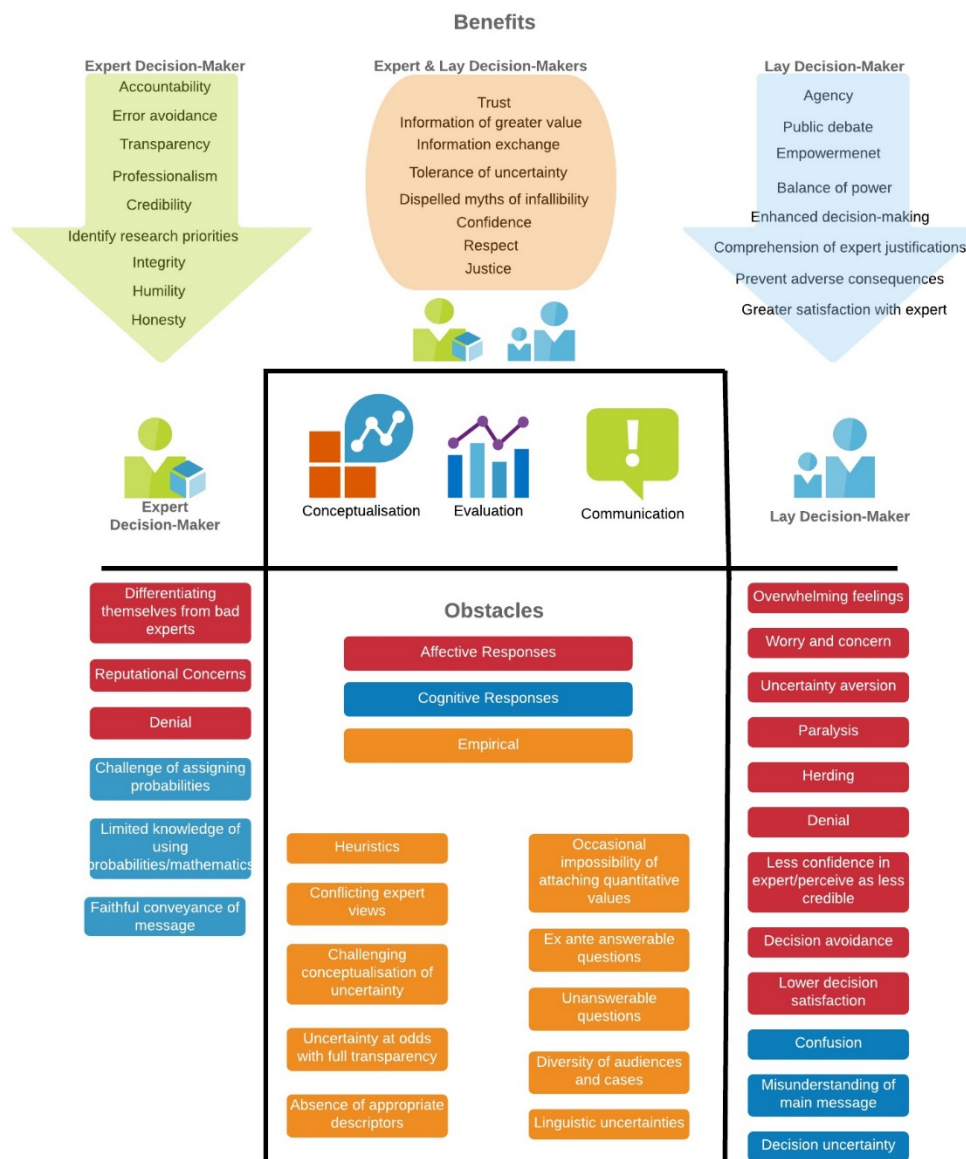 Benefits
Expert Decision-Maker
Accountability
Error avoidance
Transparency
Professionalism
Credibility
Identify research priorities
Integrity
Humility
Honesty
Expert & Lay Decision-Makers
Trust
Information of greater value
Information exchange
Tolerance of uncertainty
Dispelled myths of infallibility
Confidence
Respect
Justice
Lay Decision-Maker
Agency
Public debate
Empowermenet
Balance of power
Enhanced decision-making
Comprehension of expert justifications
Prevent adverse consequences
Greater satisfaction with expert
Expert
Decision-Maker
Conceptualisation
Evaluation
Communication
Lay Decision-Maker
Differentiating
themselves from bad
experts
Reputational Concerns
Denial
Challenge of assigning
probabilities
Limited knowledge of
using
probabilities/mathematics
Faithful conveyance of
message
Obstacles
Affective Responses
Cognitive Responses
Empirical
Heuristics
Conflicting expert
views
Challenging
conceptualisation of
uncertainty
Uncertainty at odds
with full transparency
Absence of appropriate
descriptors
Occasional
impossibility of
attaching quantitative
values
Ex ante answerable
questions
Unanswerable
questions
Diversity of audiences
and cases
Linguistic uncertainties
Overwhelming feelings
Worry and concern
Uncertainty aversion
Paralysis
Herding
Denial
Less confidence in
expert/perceive as less
credible
Decision avoidance
Lower decision
satisfaction
Confusion
Misunderstanding of
main message
Decision uncertainty